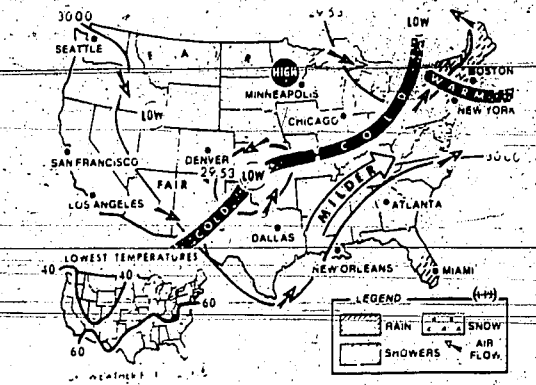 3000
29.53
LOW
SEATTLE
F A R
HIGH
MINNEAPOLIS
BOSTON
WARM
NEW YORK
LOW
CHICAGO
COLD
SAN FRANCISCO
DENVER
29.53
LOW
FAIR
LOS ANGELES
COLD
MILDER
ATLANTA
DALLAS
LOWEST TEMPERATURES
NEW ORLEANS
MIAMI
40
40
60
60
LEGEND
RAIN
SNOW
SHOWERS
AIR
FLOW